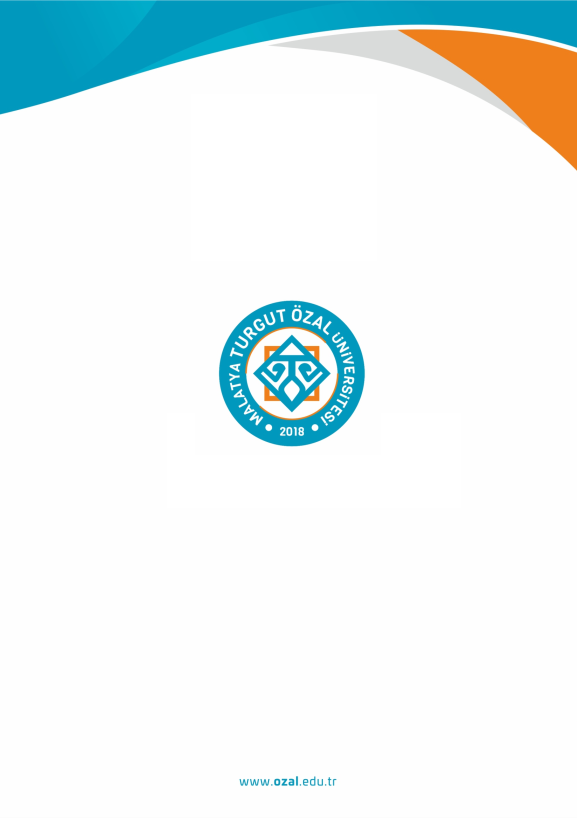 MALATYA TURGUT ÖZAL ÜNİVERSİTESİ
2018
www.ozal.edu.tr